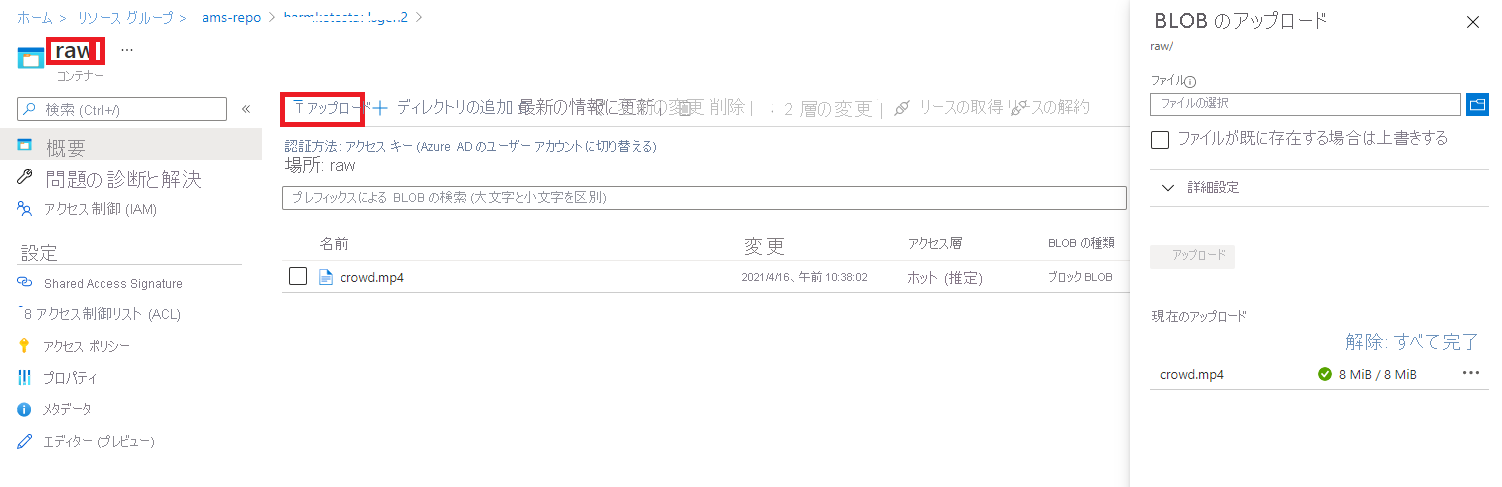 ホーム > リソース グループ > ams-repo >
raw
…
コンテナー
検索 (Ctrl+/)
«
概要
問題の診断と解決
アクセス制御 (IAM)
設定
Shared Access Signature
8 アクセス制御リスト (ACL)
アクセス ポリシー
プロパティ
メタデータ
エディター (プレビュー)
アップロード + ディレクトリの追加 最新の情報に更新 の変更 削除 | . 2 層の変更 | リースの取得 リースの解約
認証方法: アクセス キー (Azure AD のユーザー アカウントに切り替える)
場所: raw
プレフィックスによる BLOB の検索 (大文字と小文字を区別)
名前 変更 アクセス層 BLOB の種類
crowd.mp4 2021/4/16、午前 10:38:02 ホット (推定) ブロック BLOB
BLOB のアップロード
raw/
ファイル
ファイルの選択
ファイルが既に存在する場合は上書きする
詳細設定
アップロード
現在のアップロード
解除: すべて完了
crowd.mp4 8 MiB / 8 MiB …